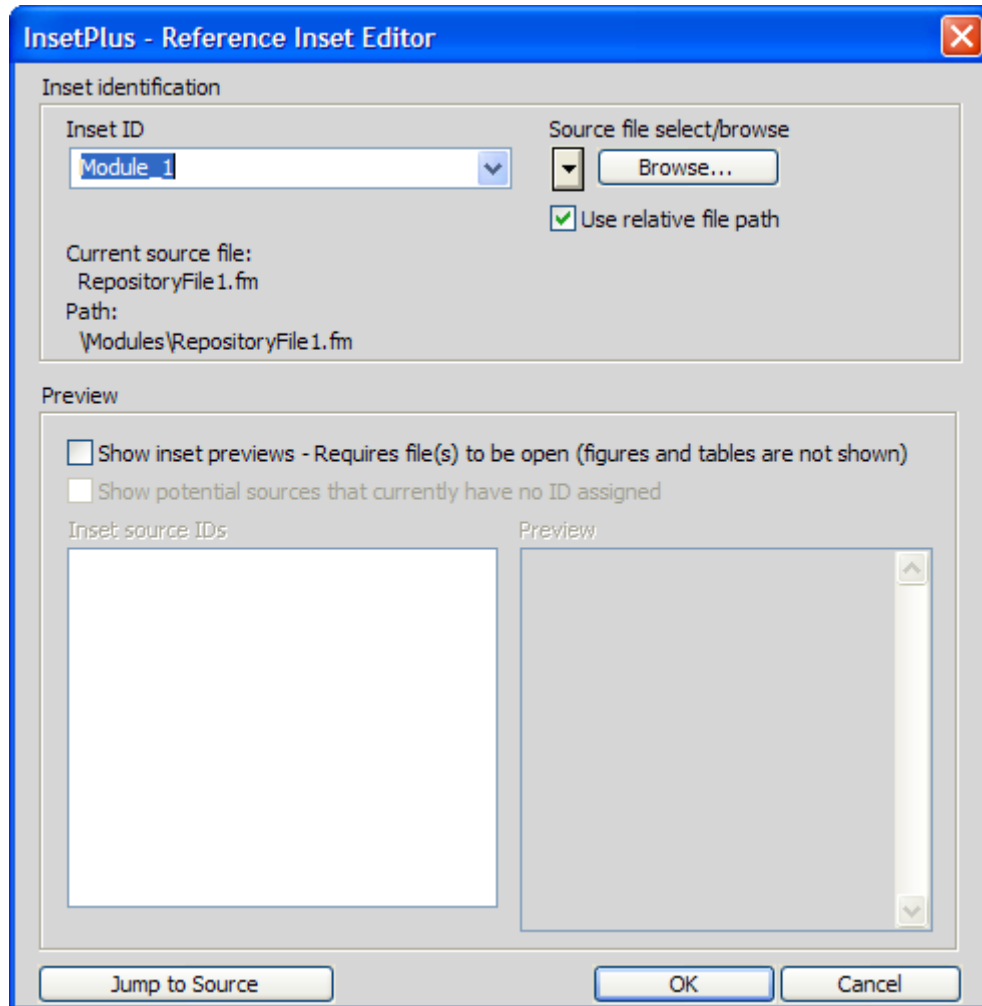 InsetPlus - Reference Inset Editor
Inset identification
Inset ID
Source file select/browse
Module_1
Browse...
Use relative file path
Current source file:
RepositoryFile1.fm
Path:
\Modules\RepositoryFile1.fm
Preview
Show inset previews - Requires file(s) to be open (figures and tables are not shown)
Show potential sources that currently have no ID assigned
Inset source IDs
Preview
Jump to Source
OK
Cancel